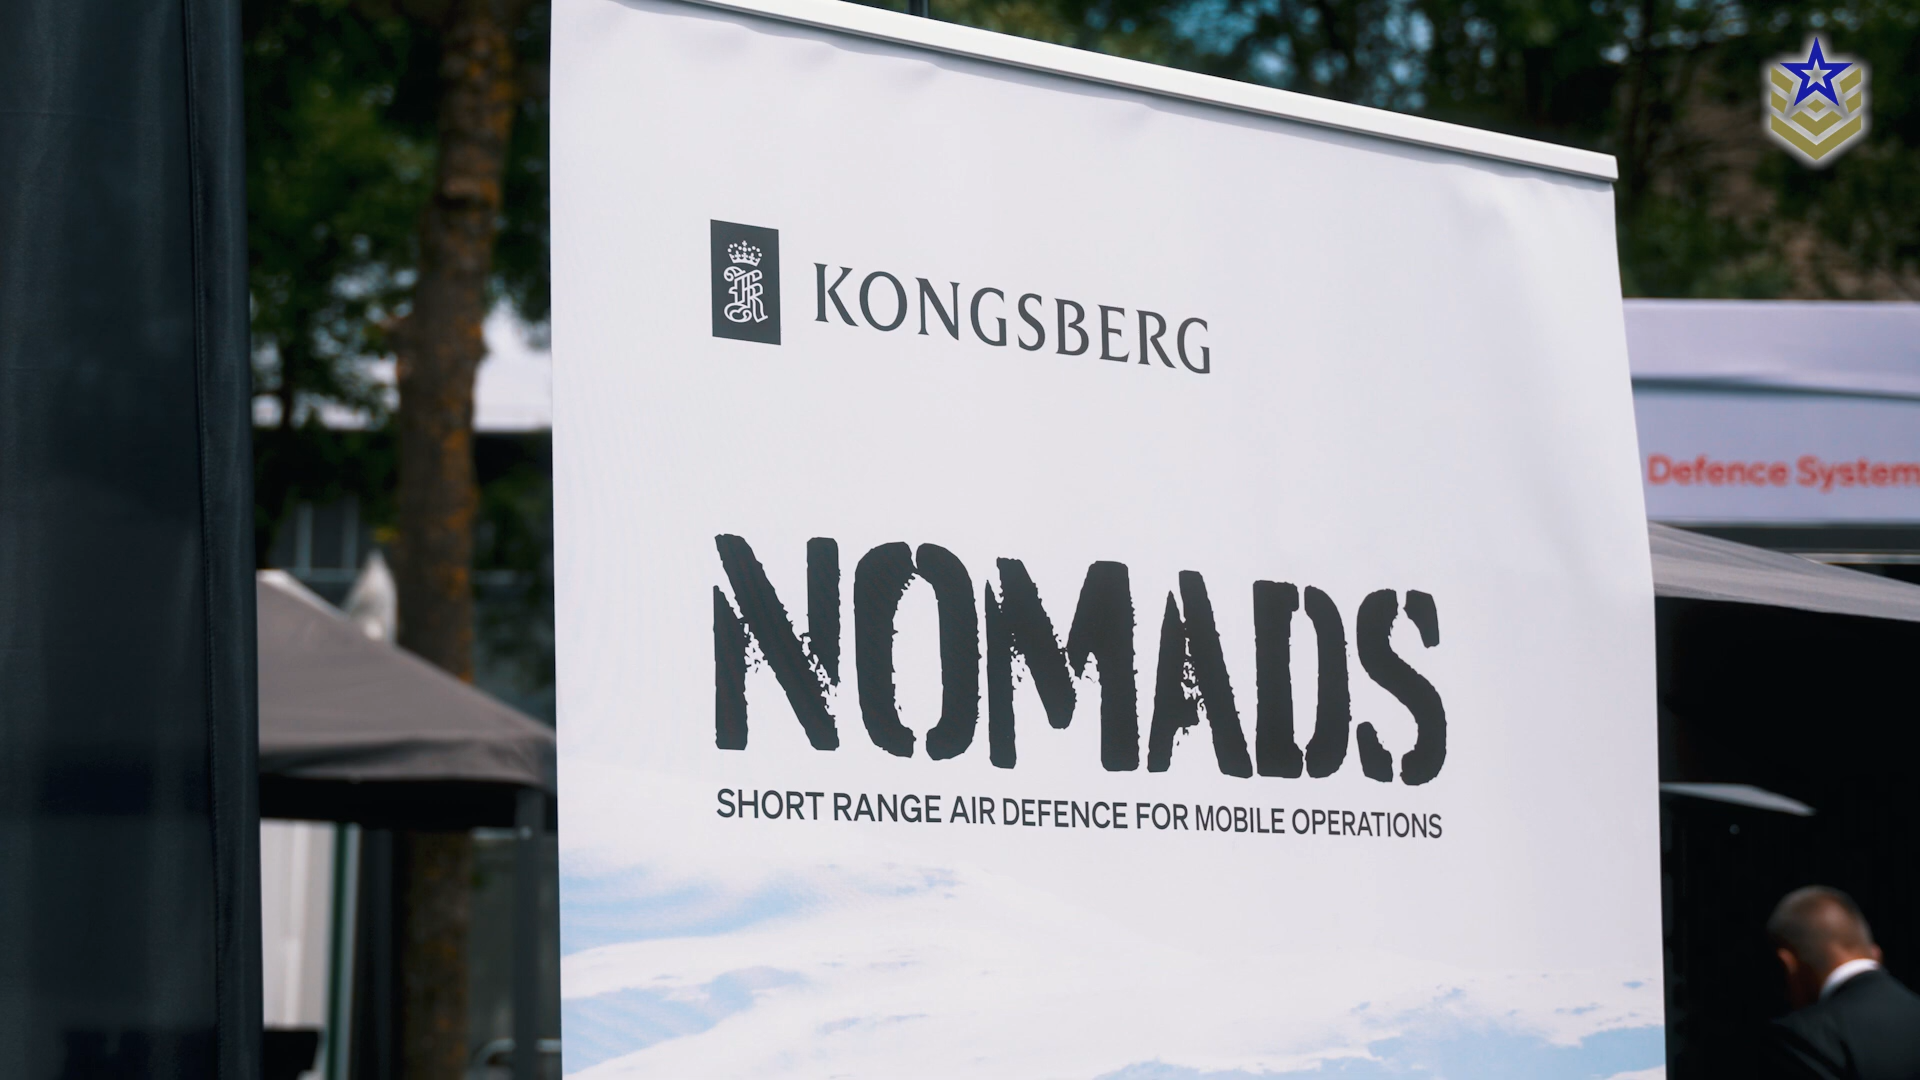 KONGSBERG
NOMADS
SHORT RANGE AIR DEFENCE FOR MOBILE OPERATIONS
Defence System